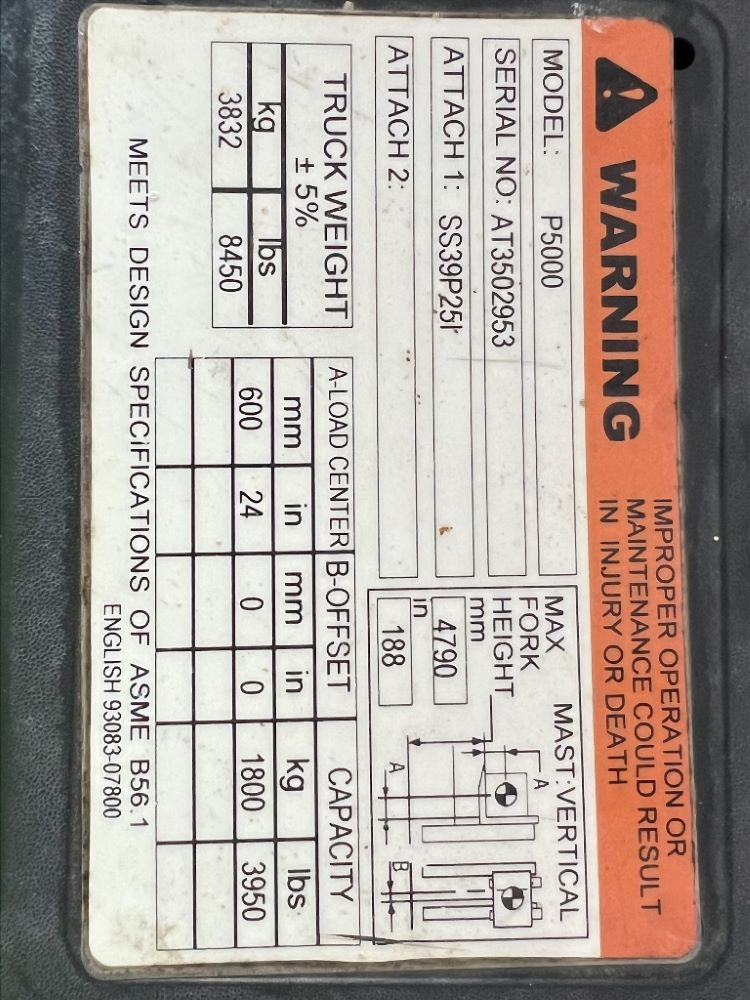 WARNING
IMPROPER OPERATION OR
MAINTENANCE COULD RESULT
IN INJURY OR DEATH
MODEL: P5000
SERIAL NO: AT3502953
ATTACH 1: SS39P25I
ATTACH 2:
MAST:VERTICAL
MAX
FORK
HEIGHT
mm
4790
in
188
A
A
B
TRUCK WEIGHT
± 5%
kg lbs
3832 8450
A-LOAD CENTER B-OFFSET CAPACITY
mm in mm in kg lbs
600 24 0 0 1800 3950
MEETS DESIGN SPECIFICATIONS OF ASME B56.1
ENGLISH 93083-07800